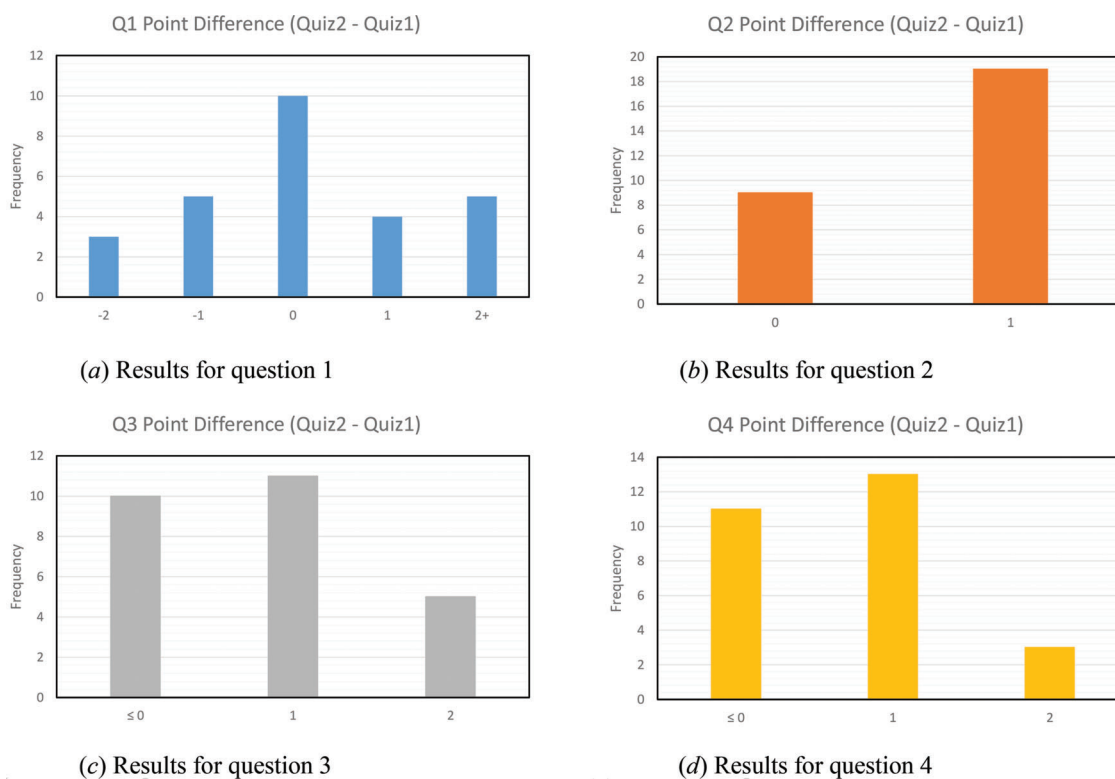 Q1 Point Difference (Quiz2 - Quiz1)
12
10
8
6
4
2
0
Frequency
-2 -1 0 1 2+
(a) Results for question 1
Q2 Point Difference (Quiz2 - Quiz1)
20
18
16
14
12
10
8
6
4
2
0
Frequency
0 1
(b) Results for question 2
Q3 Point Difference (Quiz2 - Quiz1)
12
10
8
6
4
2
0
Frequency
≤ 0 1 2
(c) Results for question 3
Q4 Point Difference (Quiz2 - Quiz1)
14
12
10
8
6
4
2
0
Frequency
≤ 0 1 2
(d) Results for question 4